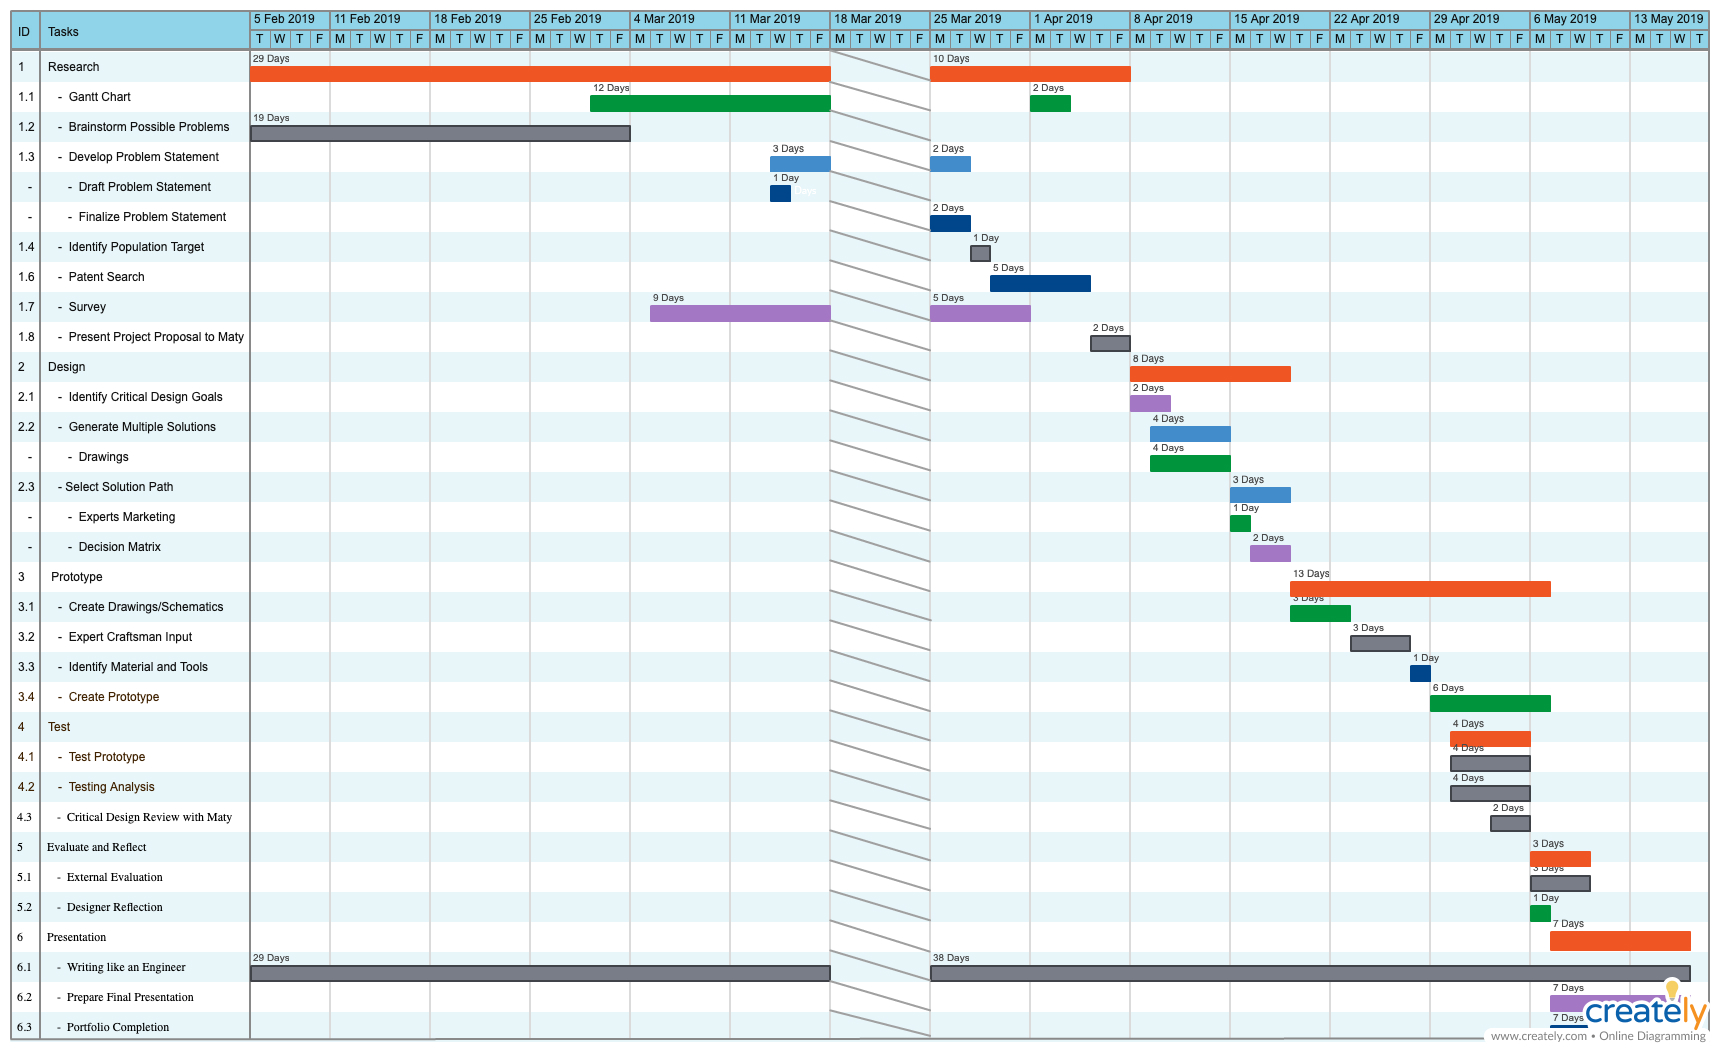 ID Tasks 5 Feb 2019 11 Feb 2019 18 Feb 2019 25 Feb 2019 4 Mar 2019 11 Mar 2019 18 Mar 2019 25 Mar 2019 1 Apr 2019 8 Apr 2019 15 Apr 2019 22 Apr 2019 29 Apr 2019 6 May 2019 13 May 2019
T W T F M T W T F M T W T F M T W T F M T W T F M T W T F M T W T F M T W T F M T W T F M T W T F M T W T F M T W T F M T W T F M T W T F M T W T
29 Days 10 Days
1 Research
12 Days 2 Days
1.1 - Gantt Chart
19 Days
1.2 - Brainstorm Possible Problems
3 Days 2 Days
1.3 - Develop Problem Statement
1 Day
- - Draft Problem Statement Days
2 Days
- - Finalize Problem Statement
1 Day
1.4 - Identify Population Target
5 Days
1.6 - Patent Search
9 Days 5 Days
1.7 - Survey
2 Days
1.8 - Present Project Proposal to Maty
8 Days
2 Design
2 Days
2.1 - Identify Critical Design Goals
4 Days
2.2 - Generate Multiple Solutions
4 Days
- - Drawings
3 Days
2.3 - Select Solution Path
1 Day
- - Experts Marketing
2 Days
- - Decision Matrix
13 Days
3 Prototype
3 Days
3.1 - Create Drawings/Schematics
3 Days
3.2 - Expert Craftsman Input
1 Day
3.3 - Identify Material and Tools
6 Days
3.4 - Create Prototype
4 Days
4 Test
4 Days
4.1 - Test Prototype
4 Days
4.2 - Testing Analysis
2 Days
4.3 - Critical Design Review with Maty
3 Days
5 Evaluate and Reflect
3 Days
5.1 - External Evaluation
1 Day
5.2 - Designer Reflection
7 Days
6 Presentation
29 Days 38 Days
6.1 - Writing like an Engineer
7 Days
6.2 - Prepare Final Presentation
7 Days
6.3 - Portfolio Completion
creately
www.creately.com • Online Diagramming